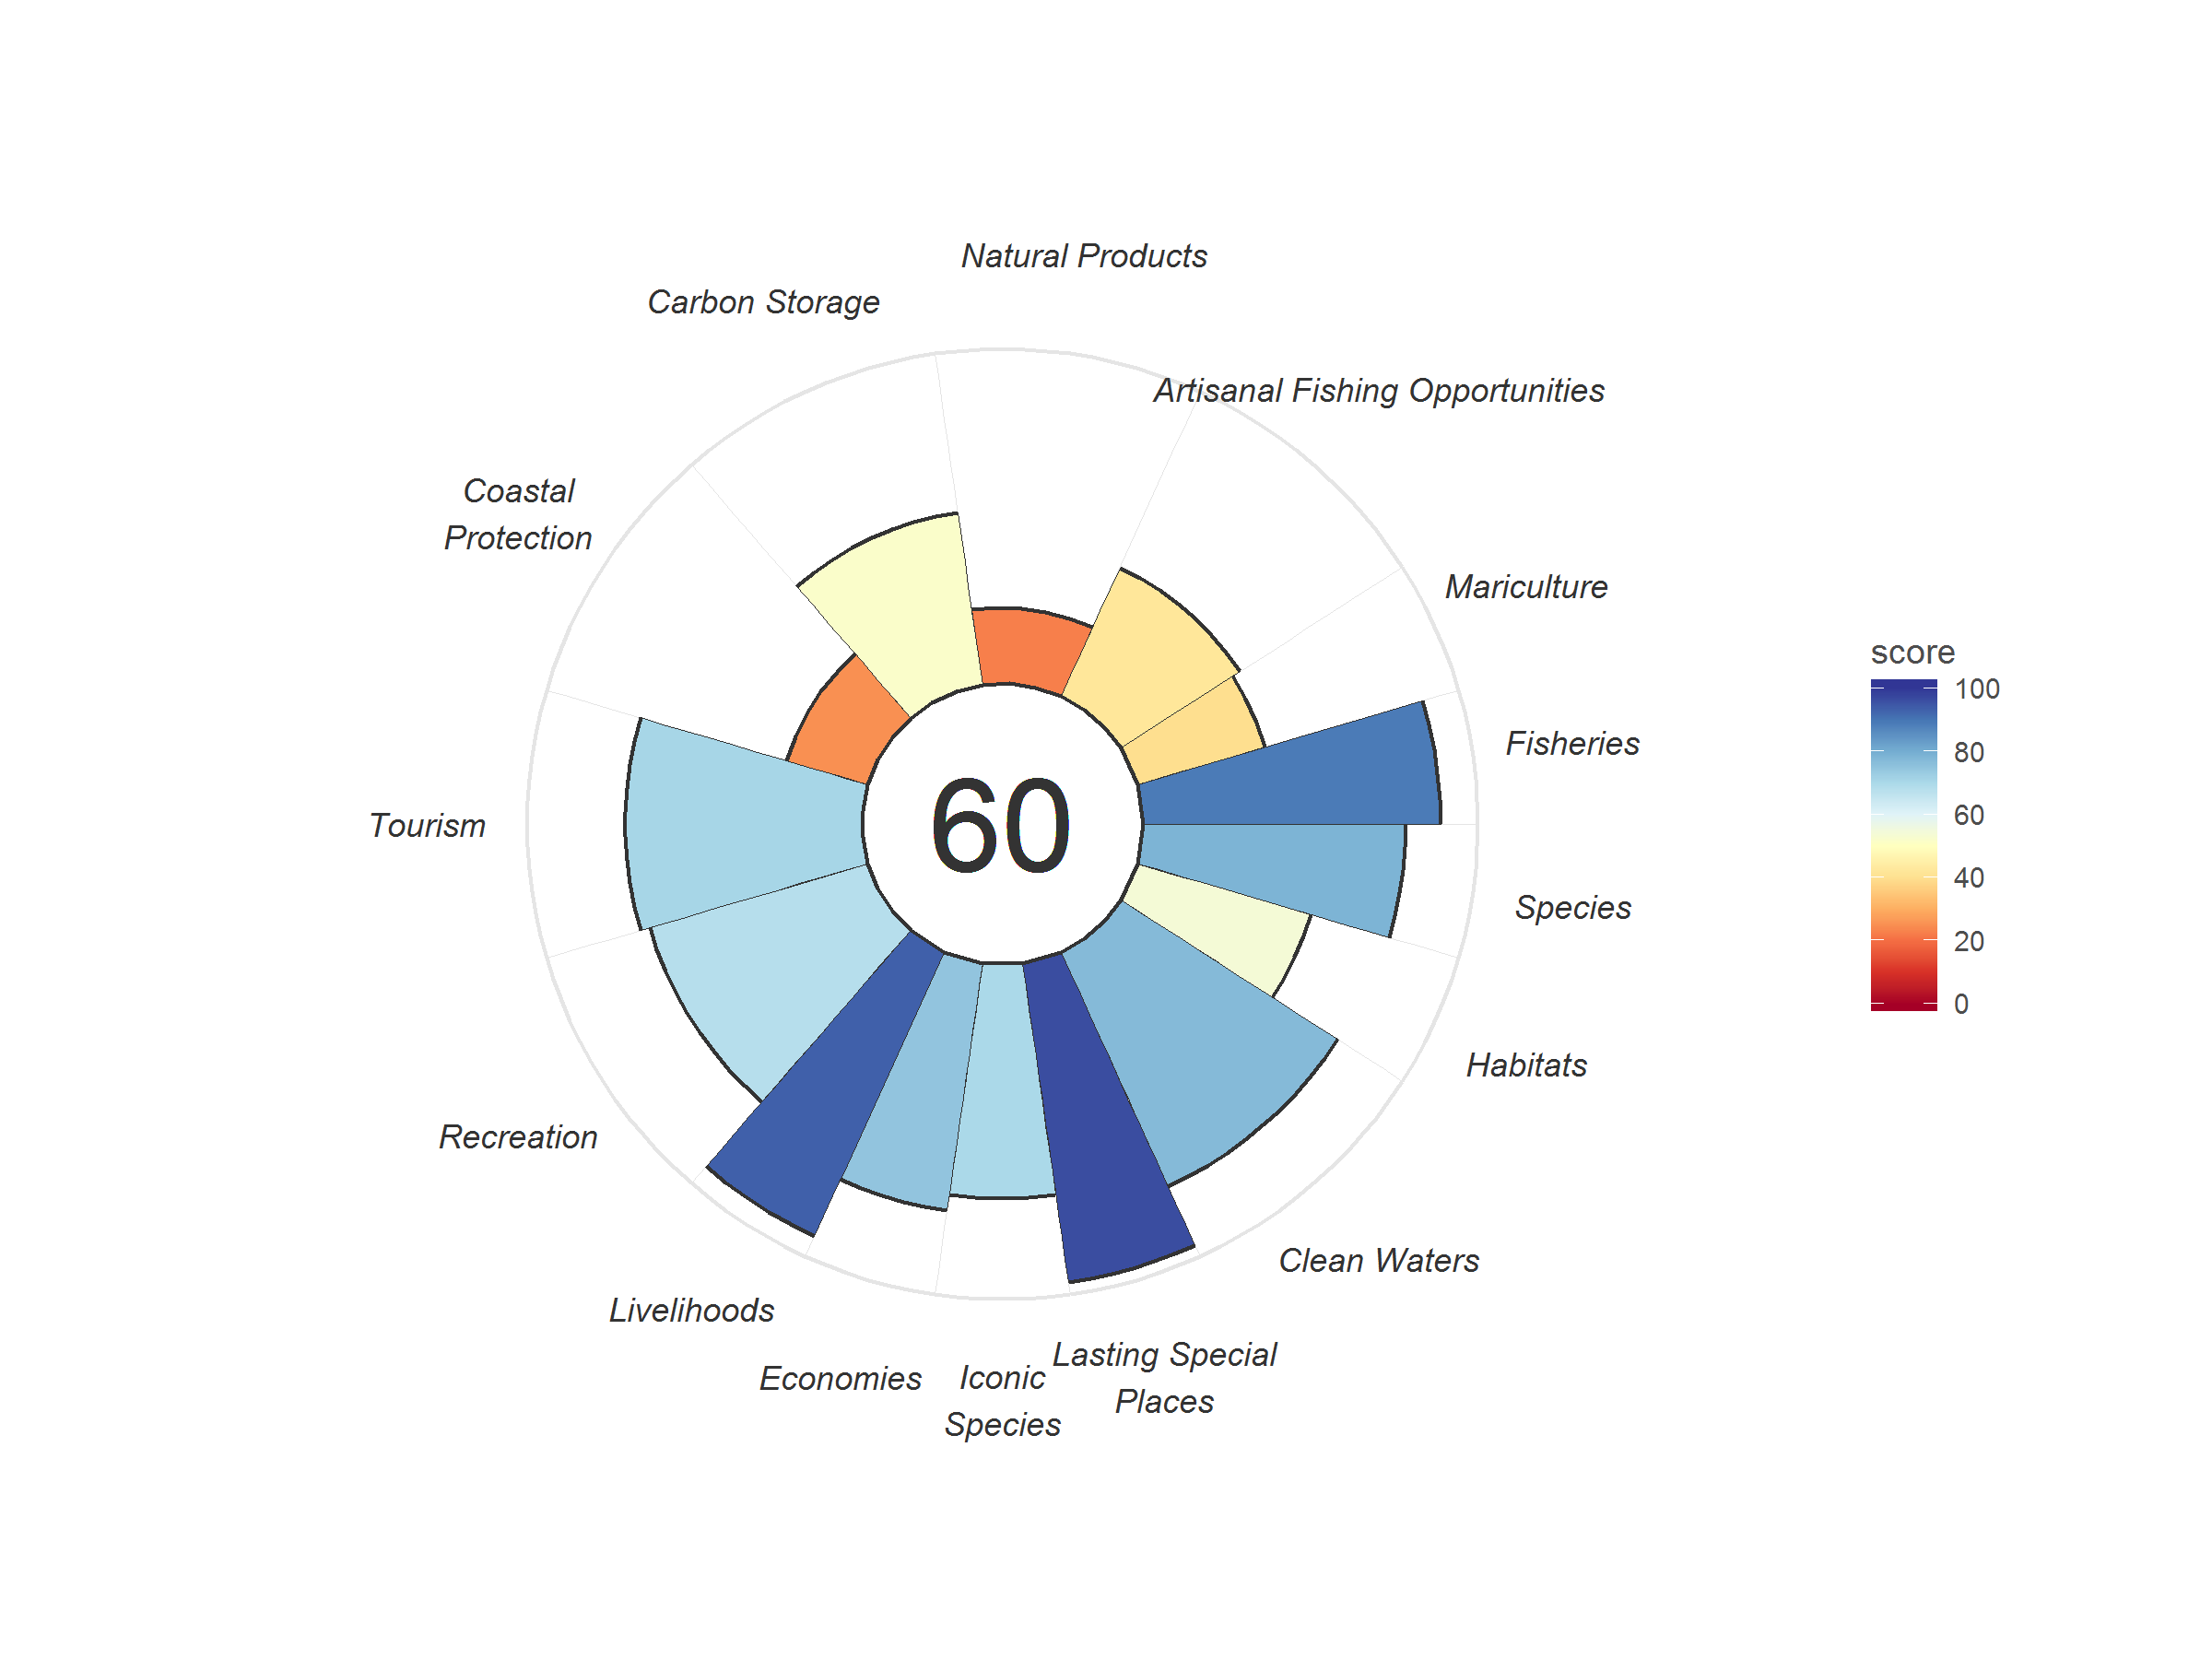 Natural Products
Carbon Storage
Artisanal Fishing Opportunities
Coastal
Protection
Mariculture
score
100
80
60
40
20
0
Fisheries
60
Tourism
Species
Habitats
Recreation
Clean Waters
Livelihoods
Lasting Special
Places
Economies
Iconic
Species